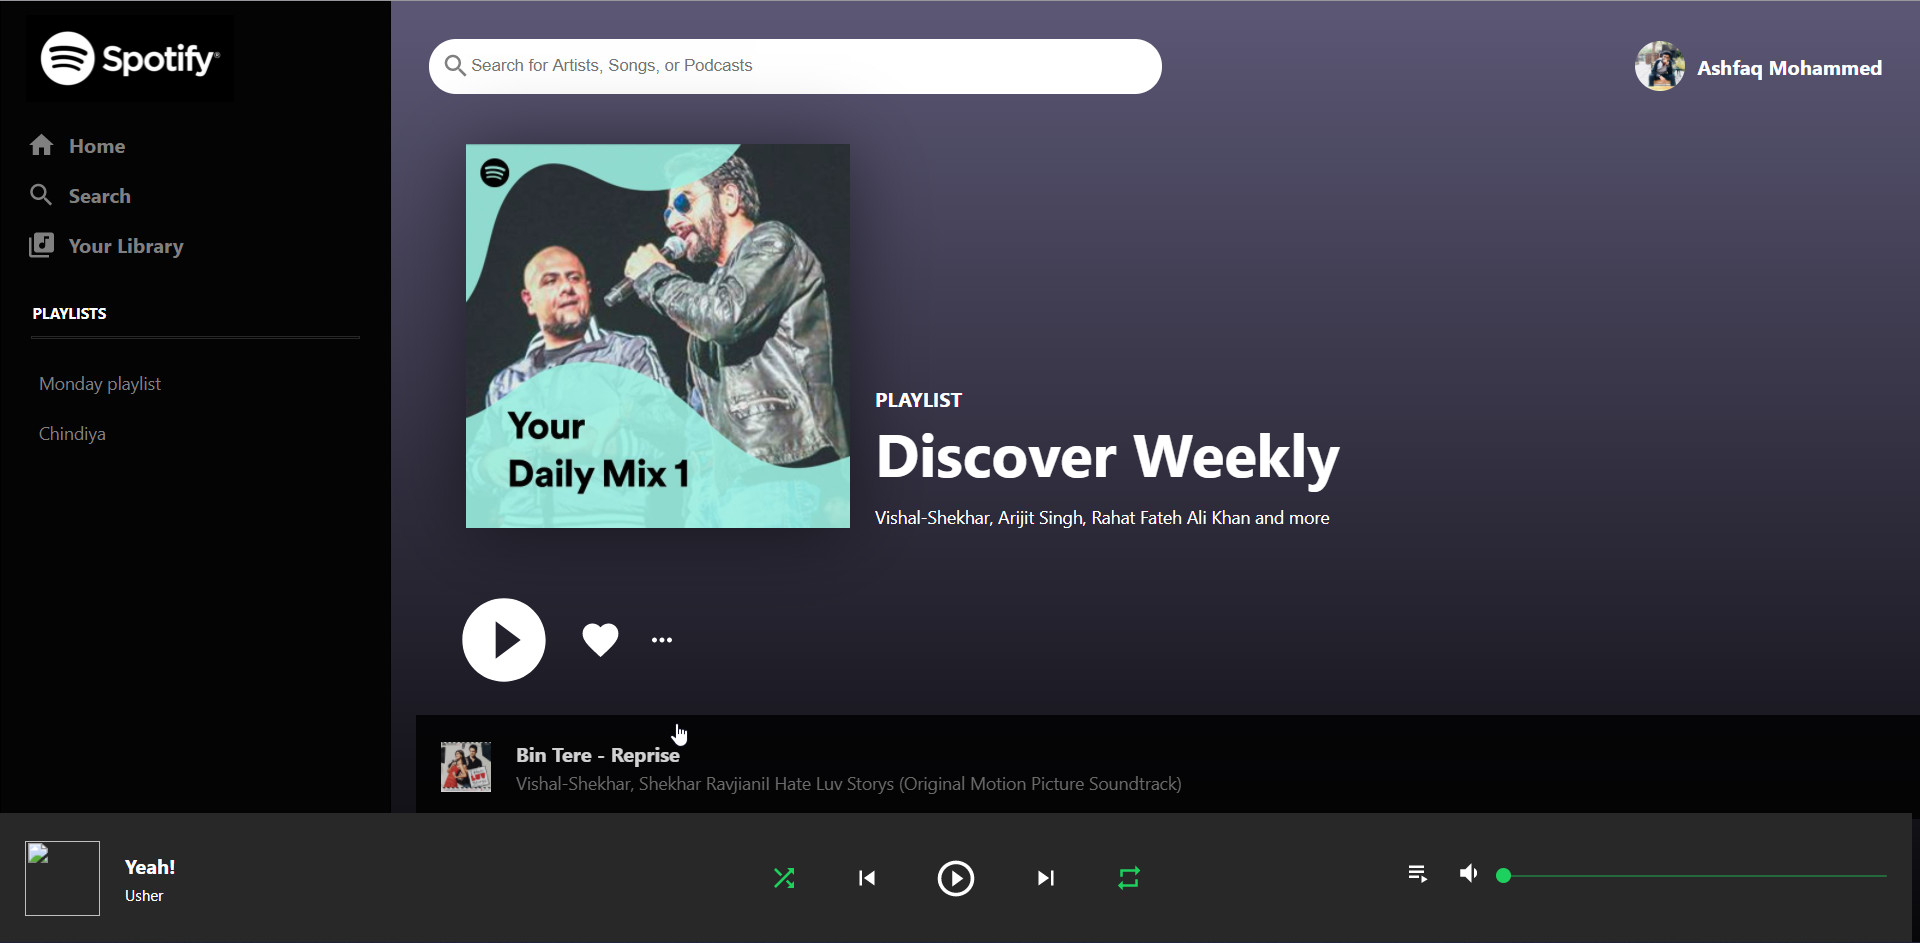 Spotify®
Home
Search
Your Library
PLAYLISTS
Monday playlist
Chindiya
Search for Artists, Songs, or Podcasts
Ashfaq Mohammed
Your
Daily Mix 1
PLAYLIST
Discover Weekly
Vishal-Shekhar, Arijit Singh, Rahat Fateh Ali Khan and more
Bin Tere - Reprise
Vishal-Shekhar, Shekhar RavjianiI Hate Luv Storys (Original Motion Picture Soundtrack)
Yeah!
Usher